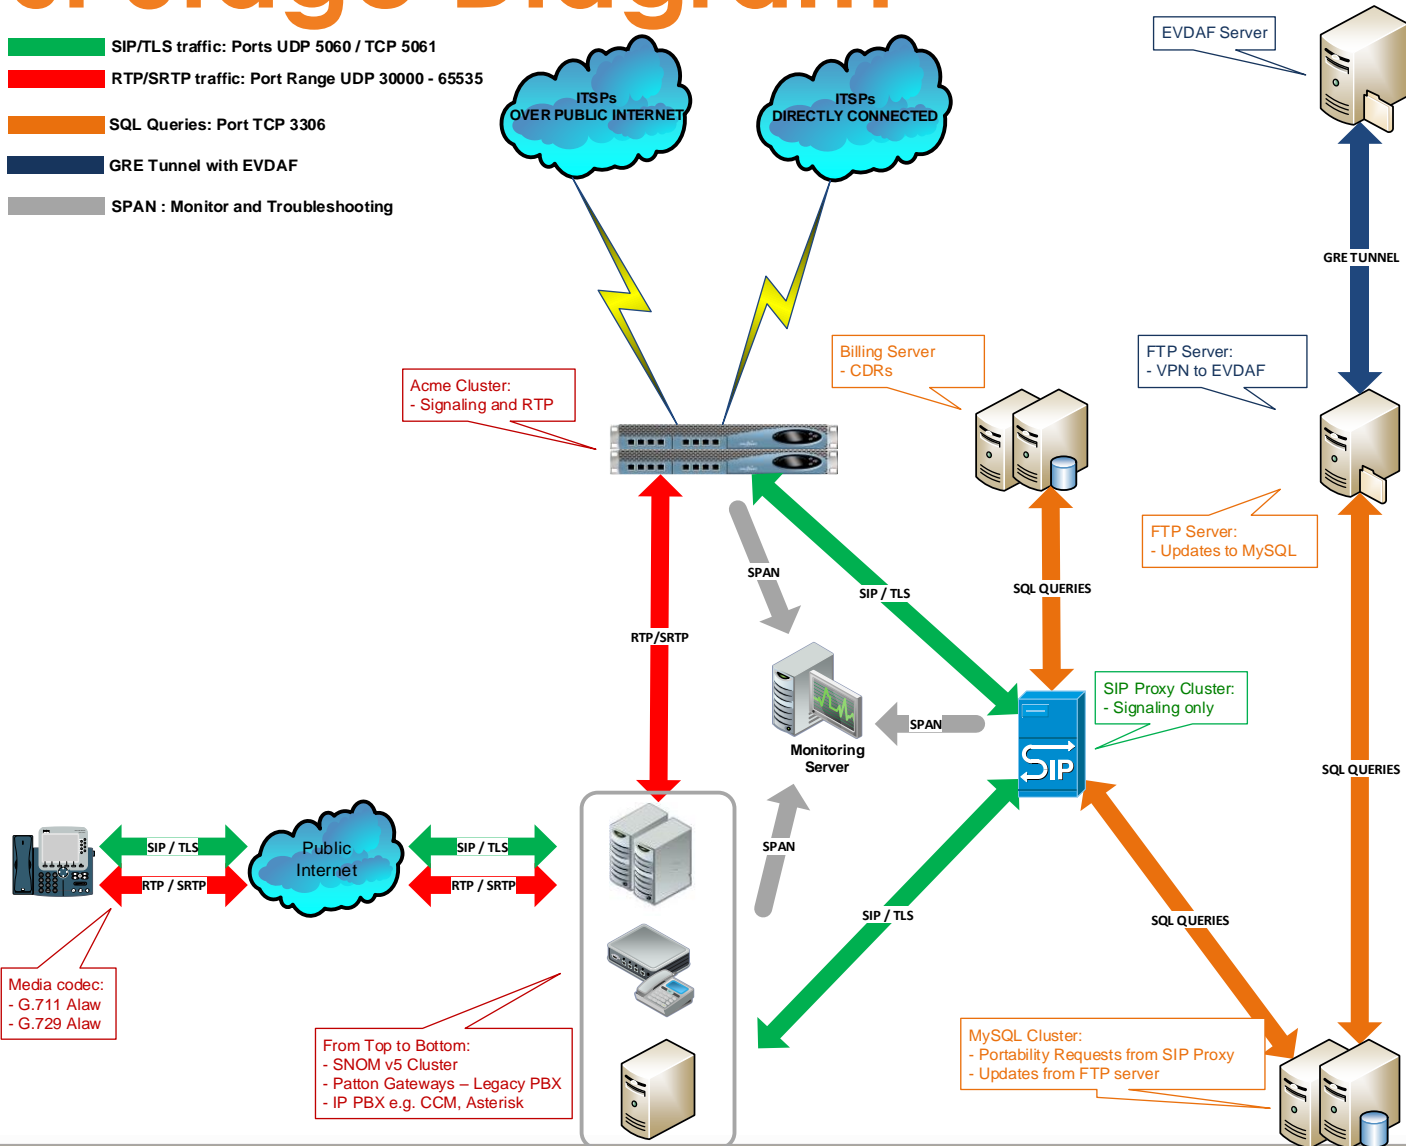 SIP/TLS traffic: Ports UDP 5060 / TCP 5061
RTP/SRTP traffic: Port Range UDP 30000 - 65535
SQL Queries: Port TCP 3306
GRE Tunnel with EVDAF
SPAN : Monitor and Troubleshooting
ITSPs
OVER PUBLIC INTERNET
ITSPs
DIRECTLY CONNECTED
EVDAF Server
GRE TUNNEL
Billing Server
- CDRs
FTP Server:
- VPN to EVDAF
Acme Cluster:
- Signaling and RTP
FTP Server:
- Updates to MySQL
SPAN
SIP / TLS
SQL QUERIES
RTP/SRTP
SIP Proxy Cluster:
- Signaling only
SPAN
Monitoring
Server
SIP
SQL QUERIES
SIP / TLS
RTP / SRTP
Public
Internet
SIP / TLS
RTP / SRTP
SPAN
SIP / TLS
SQL QUERIES
Media codec:
- G.711 Alaw
- G.729 Alaw
From Top to Bottom:
- SNOM v5 Cluster
- Patton Gateways – Legacy PBX
- IP PBX e.g. CCM, Asterisk
MySQL Cluster:
- Portability Requests from SIP Proxy
- Updates from FTP server